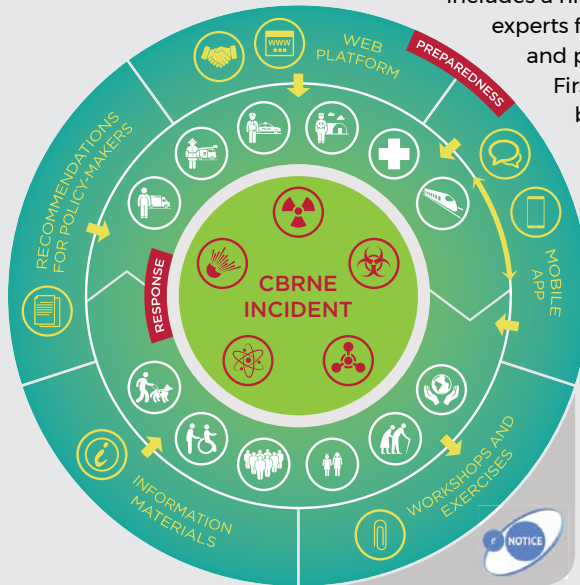 includes a
experts f
and p
Firs
b
WWW
WEB
PLATFORM
PREPAREDNESS
RECOMMENDATIONS
FOR POLICY-MAKERS
MOBILE
APP
RESPONSE
CBRNE
INCIDENT
INFORMATION
MATERIALS
WORKSHOPS AND
EXERCISES
i
e NOTICE